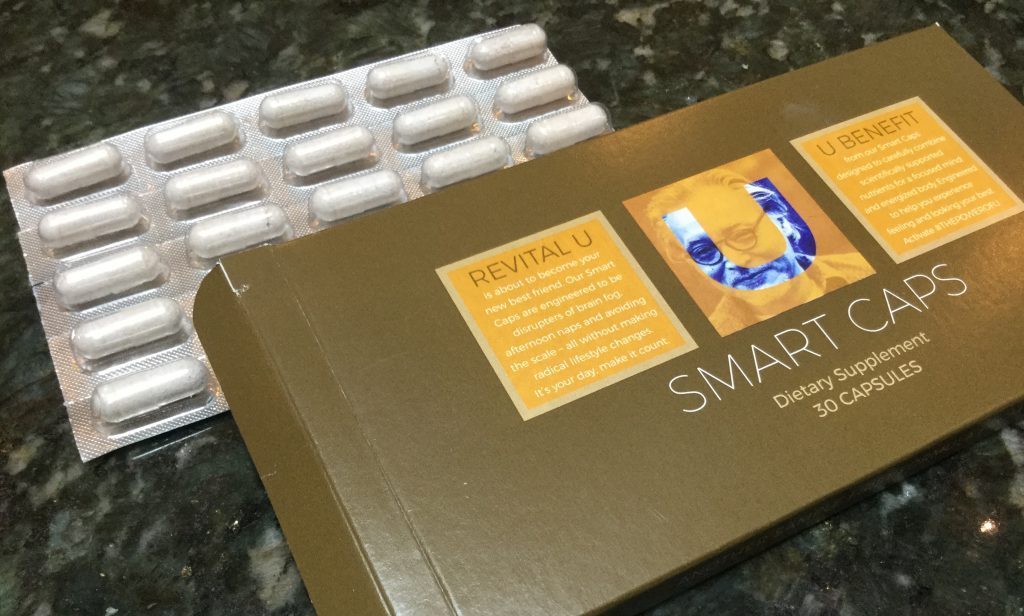 REVITAL U
is about to become your
new best friend. Our Smart
Caps are engineered to be
disrupters of brain fog,
afternoon naps and avoiding
the scale - all without making
radical lifestyle changes.
It's your day, make it count.
U
U BENEFIT
from our Smart Caps
designed to carefully combine
scientifically supported
nutrients for a focused mind
and energized body. Engineered
to help you experience
feeling and looking your best.
Activate #THEPOWEROFU
SMART CAPS
Dietary Supplement
30 CAPSULES